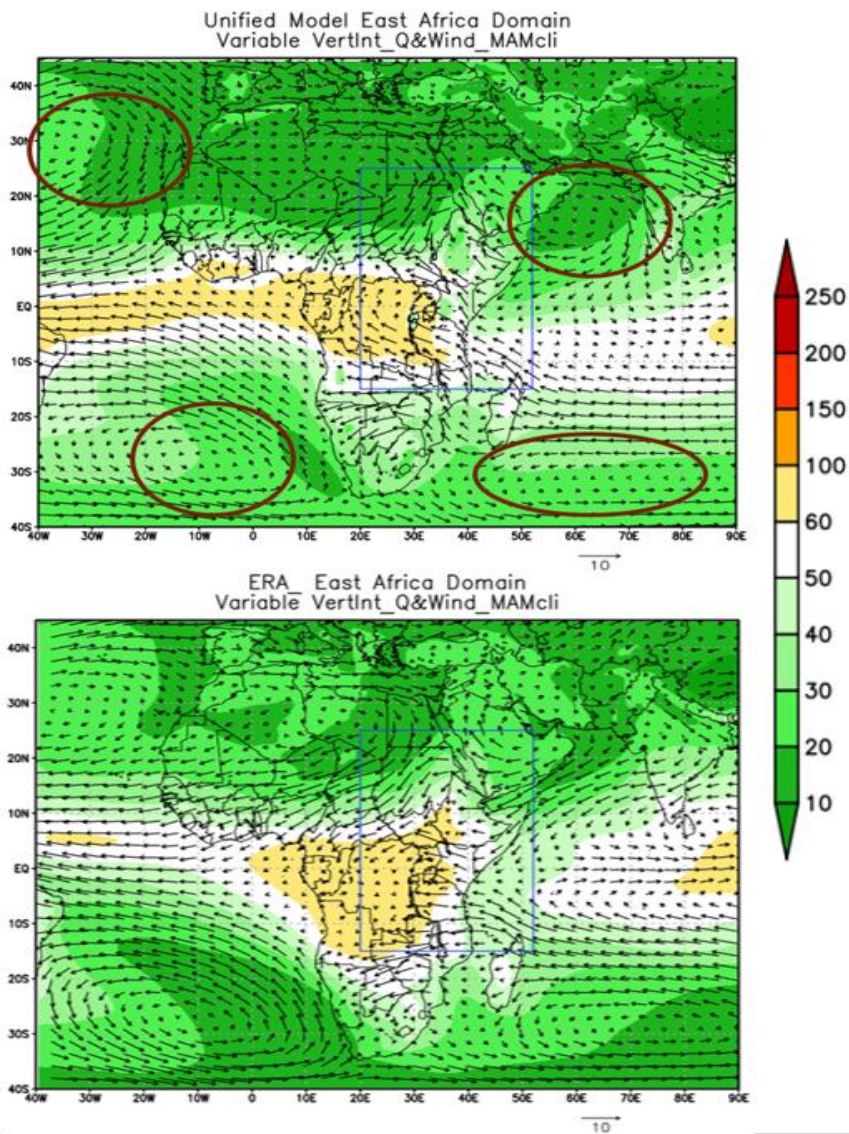 Unified Model East Africa Domain
Variable VertInt_Q&Wind_MAMcli
40N
30N
20N
10N
EQ
10S
20S
30S
40S
40W 30W 20W 10W 0 10E 20E 30E 40E 50E 60E 70E 80E 90E
10
ERA_ East Africa Domain
Variable VertInt_Q&Wind_MAMcli
40N
30N
20N
10N
EQ
10S
20S
30S
40S
40W 30W 20W 10W 0 10E 20E 30E 40E 50E 60E 70E 80E 90E
10
250
200
150
100
60
50
40
30
20
10